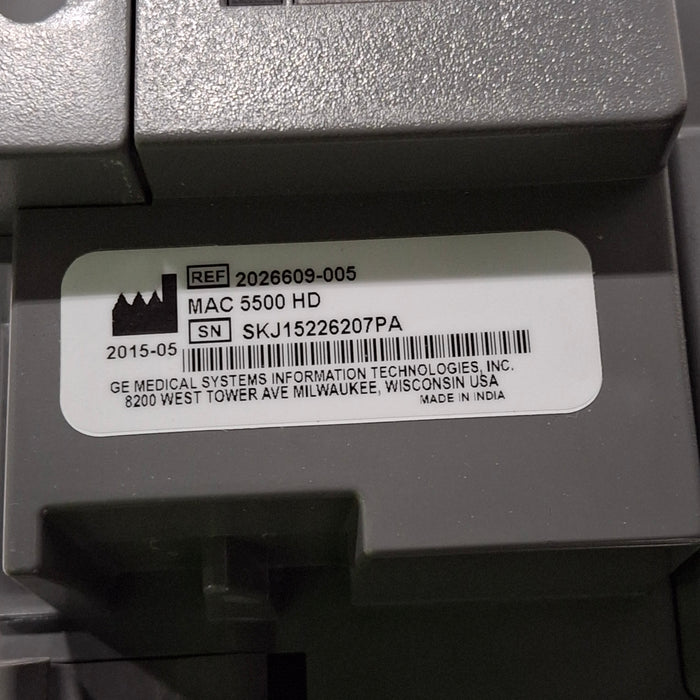 REF 2026609-005
MAC 5500 HD
SN SKJ15226207PA
2015-05
GE MEDICAL SYSTEMS INFORMATION TECHNOLOGIES, INC.
8200 WEST TOWER AVE MILWAUKEE, WISCONSIN USA
MADE IN INDIA